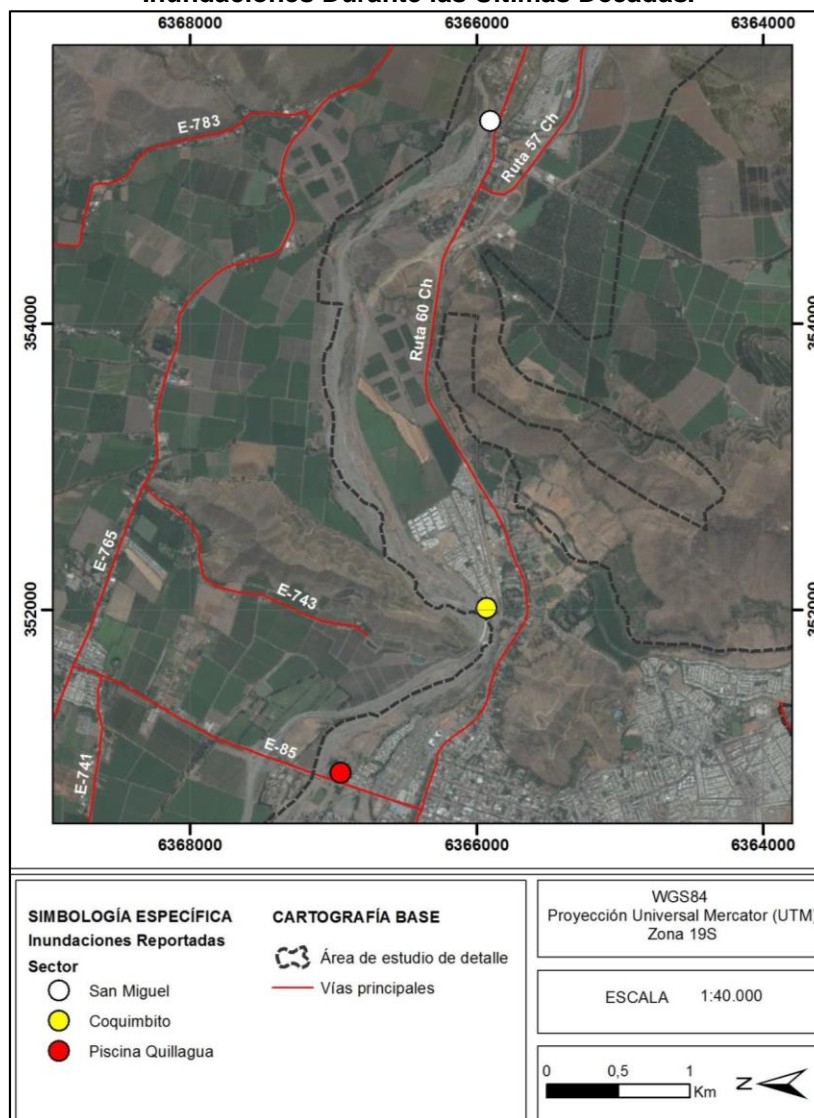 Inundaciones Durante las Últimas Décadas.
6368000
6366000
6364000
E-783
Ruta 57 Ch
354000
354000
Ruta 60 Ch
E-765
E-743
352000
352000
E-85
E-741
6368000
6366000
6364000
SIMBOLOGÍA ESPECÍFICA
Inundaciones Reportadas
Sector
San Miguel
Coquimbito
Piscina Quillagua
CARTOGRAFÍA BASE
Área de estudio de detalle
Vías principales
WGS84
Proyección Universal Mercator (UTM)
Zona 19S
ESCALA 1:40.000
0 0,5 1
Km
N